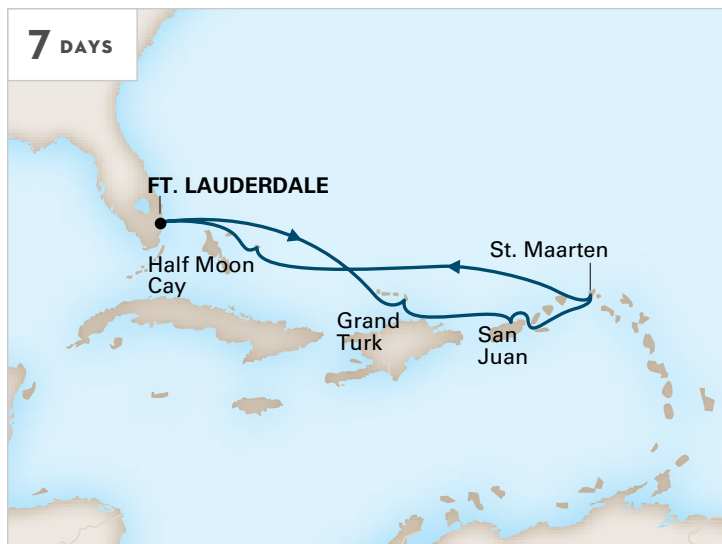 7 DAYS
FT. LAUDERDALE
Half Moon
Cay
St. Maarten
Grand
Turk
San
Juan